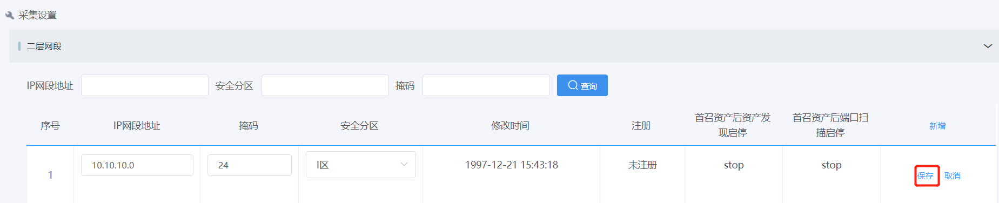 采集设置
二层网段
IP网段地址 安全分区 掩码 查询
序号 IP网段地址 掩码 安全分区 修改时间 注册 首召资产后资产发现启停 首召资产后端口扫描启停 新增
1 10.10.10.0 24 I区 1997-12-21 15:43:18 未注册 stop stop 保存 取消